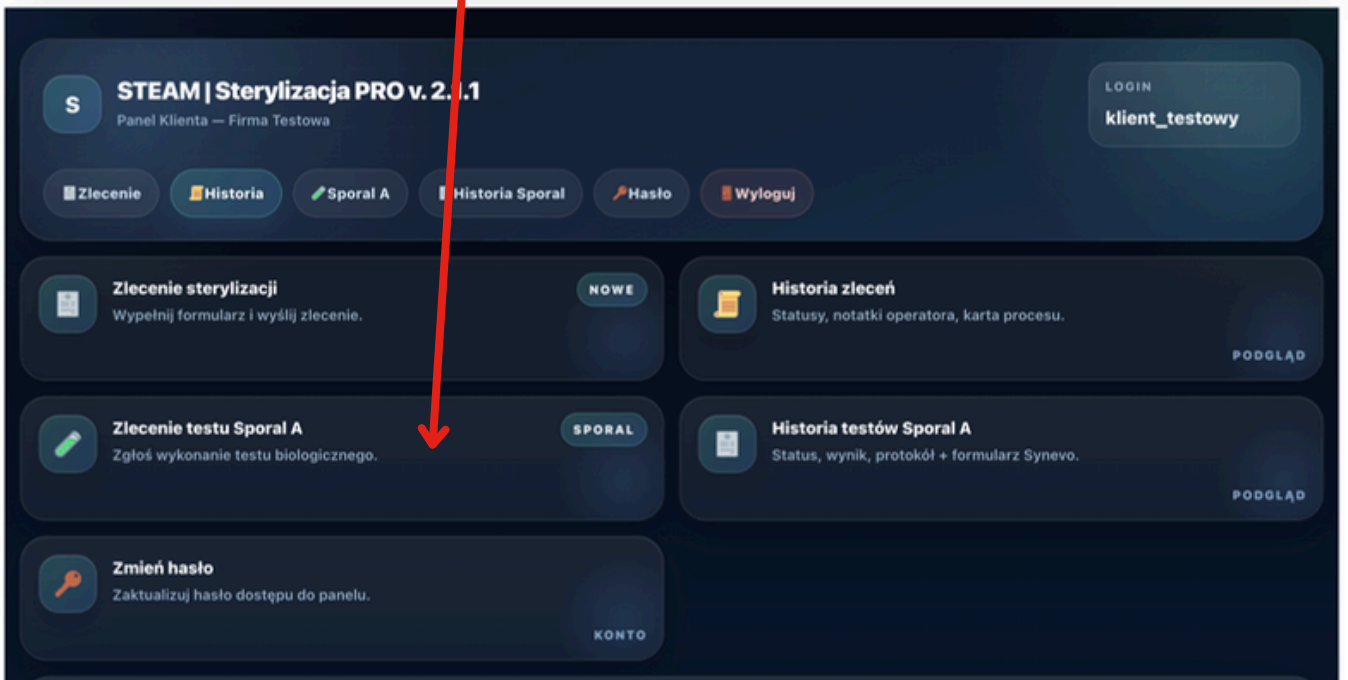 STEAM | Sterylizacja PRO v. 2.1.1
S
Panel Klienta — Firma Testowa
LOGIN
klient_testowy
Zlecenie
Historia
Sporal A
Historia Sporal
Hasło
Wyloguj
Zlecenie sterylizacji
NOWE
Wypełnij formularz i wyślij zlecenie.
Historia zleceń
Statusy, notatki operatora, karta procesu.
PODGLĄD
Zlecenie testu Sporal A
SPORAL
Zgłoś wykonanie testu biologicznego.
Historia testów Sporal A
Status, wynik, protokół + formularz Synevo.
PODGLĄD
Zmień hasło
Zaktualizuj hasło dostępu do panelu.
KONTO